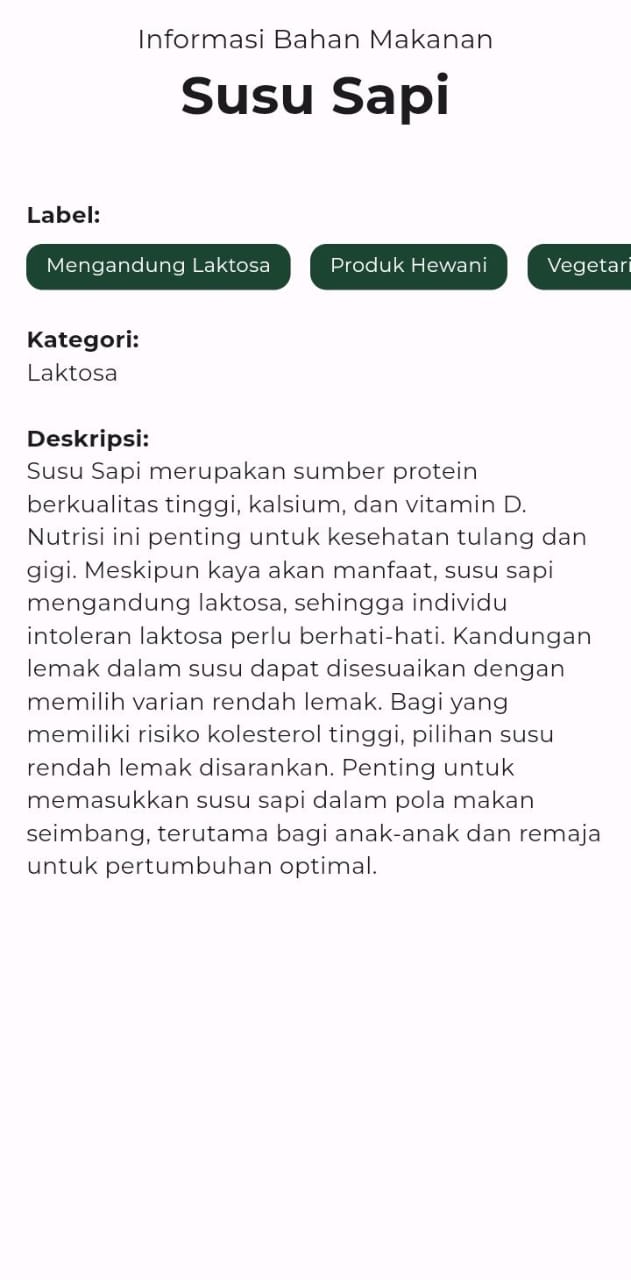 Informasi Bahan Makanan
Susu Sapi
Label:
Mengandung Laktosa Produk Hewani Vegetari
Kategori:
Laktosa
Deskripsi:
Susu Sapi merupakan sumber protein
berkualitas tinggi, kalsium, dan vitamin D.
Nutrisi ini penting untuk kesehatan tulang dan
gigi. Meskipun kaya akan manfaat, susu sapi
mengandung laktosa, sehingga individu
intoleran laktosa perlu berhati-hati. Kandungan
lemak dalam susu dapat disesuaikan dengan
memilih varian rendah lemak. Bagi yang
memiliki risiko kolesterol tinggi, pilihan susu
rendah lemak disarankan. Penting untuk
memasukkan susu sapi dalam pola makan
seimbang, terutama bagi anak-anak dan remaja
untuk pertumbuhan optimal.